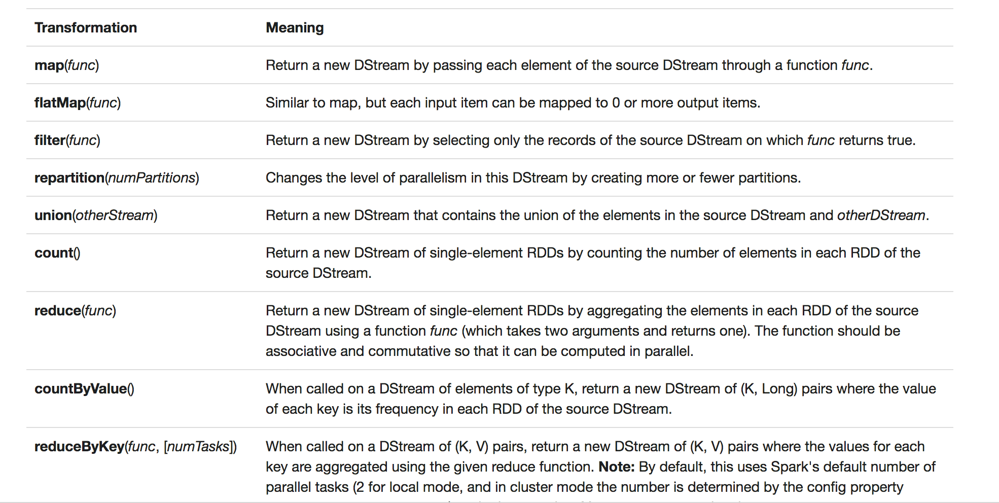 Transformation Meaning
map(func) Return a new DStream by passing each element of the source DStream through a function func.
flatMap(func) Similar to map, but each input item can be mapped to 0 or more output items.
filter(func) Return a new DStream by selecting only the records of the source DStream on which func returns true.
repartition(numPartitions) Changes the level of parallelism in this DStream by creating more or fewer partitions.
union(otherStream) Return a new DStream that contains the union of the elements in the source DStream and otherDStream.
count() Return a new DStream of single-element RDDs by counting the number of elements in each RDD of the
source DStream.
reduce(func) Return a new DStream of single-element RDDs by aggregating the elements in each RDD of the source
DStream using a function func (which takes two arguments and returns one). The function should be
associative and commutative so that it can be computed in parallel.
countByValue() When called on a DStream of elements of type K, return a new DStream of (K, Long) pairs where the value
of each key is its frequency in each RDD of the source DStream.
reduceByKey(func, [numTasks]) When called on a DStream of (K, V) pairs, return a new DStream of (K, V) pairs where the values for each
key are aggregated using the given reduce function. Note: By default, this uses Spark's default number of
parallel tasks (2 for local mode, and in cluster mode the number is determined by the config property